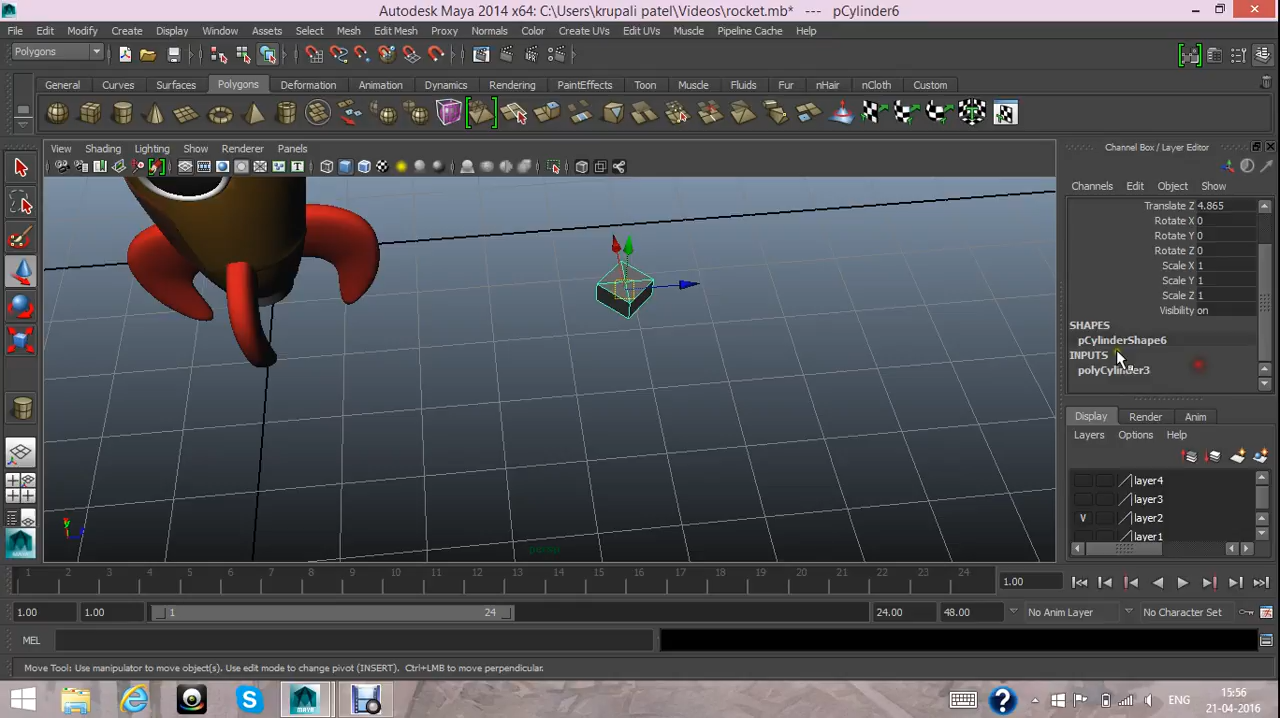 Autodesk Maya 2014 x64: C:\Users\krupali patel\Videos\rocket.mb* --- pCylinder6
File Edit Modify Create Display Window Assets Select Mesh Edit Mesh Proxy Normals Color Create UVs Edit UVs Muscle Pipeline Cache Help
Polygons
General Curves Surfaces Polygons Deformation Animation Dynamics Rendering PaintEffects Toon Muscle Fluids Fur nHair nCloth Custom
View Shading Lighting Show Renderer Panels
Channel Box / Layer Editor
Channels Edit Object Show
Translate Z 4.865
Rotate X 0
Rotate Y 0
Rotate Z 0
Scale X 1
Scale Y 1
Scale Z 1
Visibility on
SHAPES
pCylinderShape6
INPUTS
polyCylinder3
Display Render Anim
Layers Options Help
layer4
layer3
V layer2
layer1
persp
1 2 3 4 5 6 7 8 9 10 11 12 13 14 15 16 17 18 19 20 21 22 23 24 1.00
1.00 1.00 1 24 24.00 48.00 No Anim Layer No Character Set
MEL
Move Tool: Use manipulator to move object(s). Use edit mode to change pivot (INSERT). Ctrl+LMB to move perpendicular.
ENG
15:56
21-04-2016